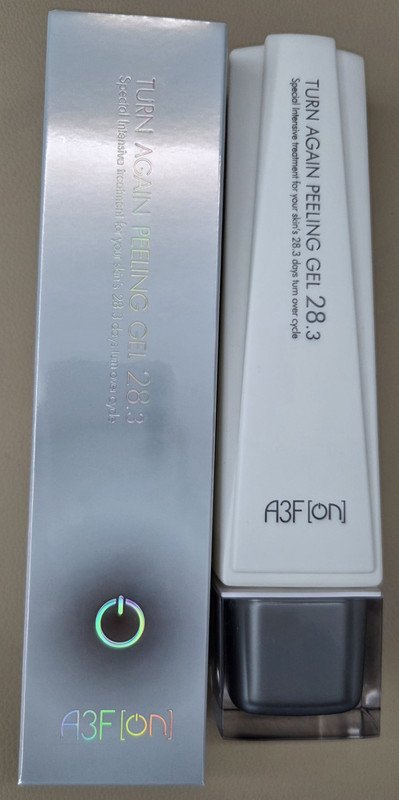 TURN AGAIN PEELING GEL 28.3
Special Intensive treatment for your skin's 28.3 days turn over cycle
A3F[on]
TURN AGAIN PEELING GEL 28.3
Special Intensive treatment for your skin's 28.3 days turn over cycle
A3F[on]